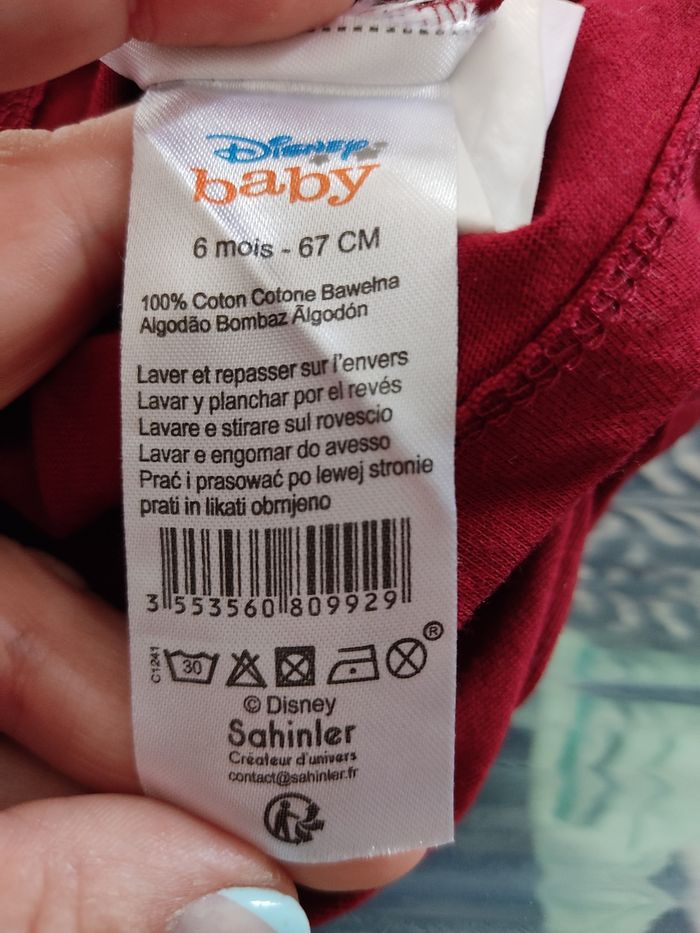 Disney
baby
6 mois - 67 CM
100% Coton Cotone Bawełna
Algodão Bombaz Ãlgodón
Laver et repasser sur l'envers
Lavar y planchar por el revés
Lavare e stirare sul rovescio
Lavar e engomar do avesso
Prać i prasować po lewej stronie
prati in likati obrnjeno
3 553560 809929
C1241
30
®
© Disney
Sahinler
Créateur d'univers
contact@sahinler.fr